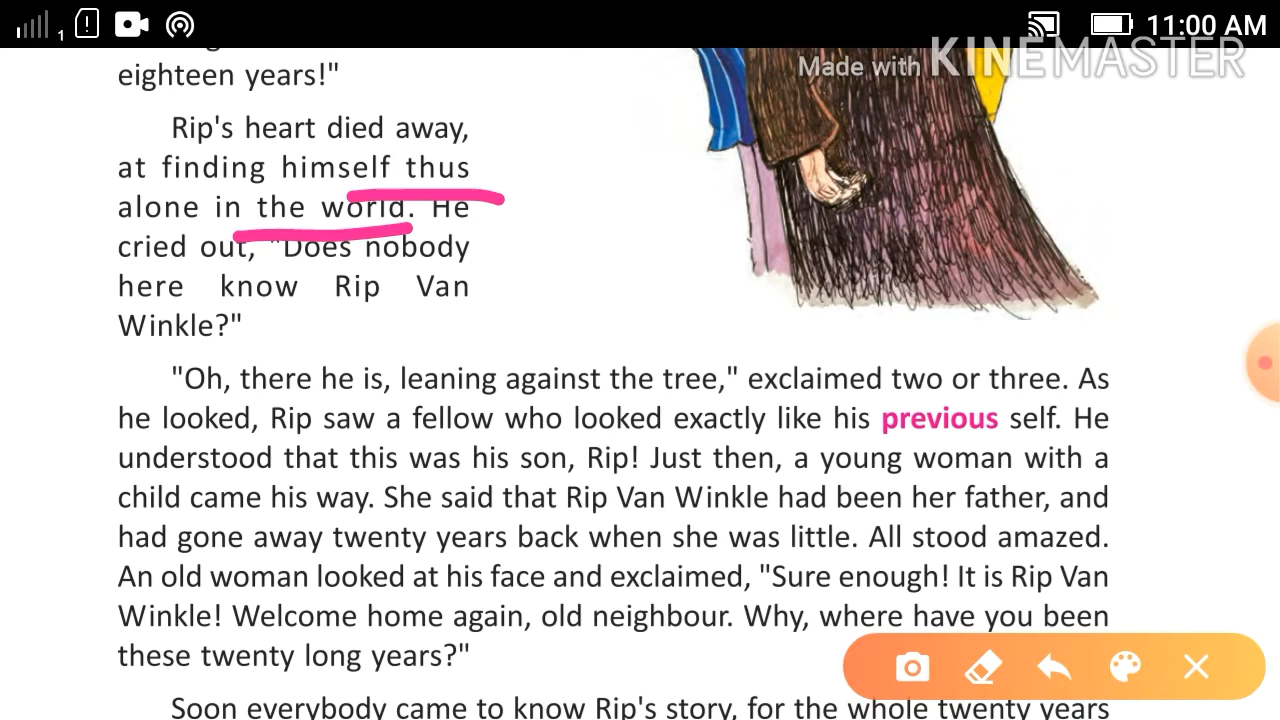 1
11:00 AM
Made with KINEMASTER
eighteen years!"
Rip's heart died away,
at finding himself thus
alone in the world. He
cried out, "Does nobody
here know Rip Van
Winkle?"
"Oh, there he is, leaning against the tree," exclaimed two or three. As
he looked, Rip saw a fellow who looked exactly like his previous self. He
understood that this was his son, Rip! Just then, a young woman with a
child came his way. She said that Rip Van Winkle had been her father, and
had gone away twenty years back when she was little. All stood amazed.
An old woman looked at his face and exclaimed, "Sure enough! It is Rip Van
Winkle! Welcome home again, old neighbour. Why, where have you been
these twenty long years?"
Soon everybody came to know Rip's story, for the whole twenty years